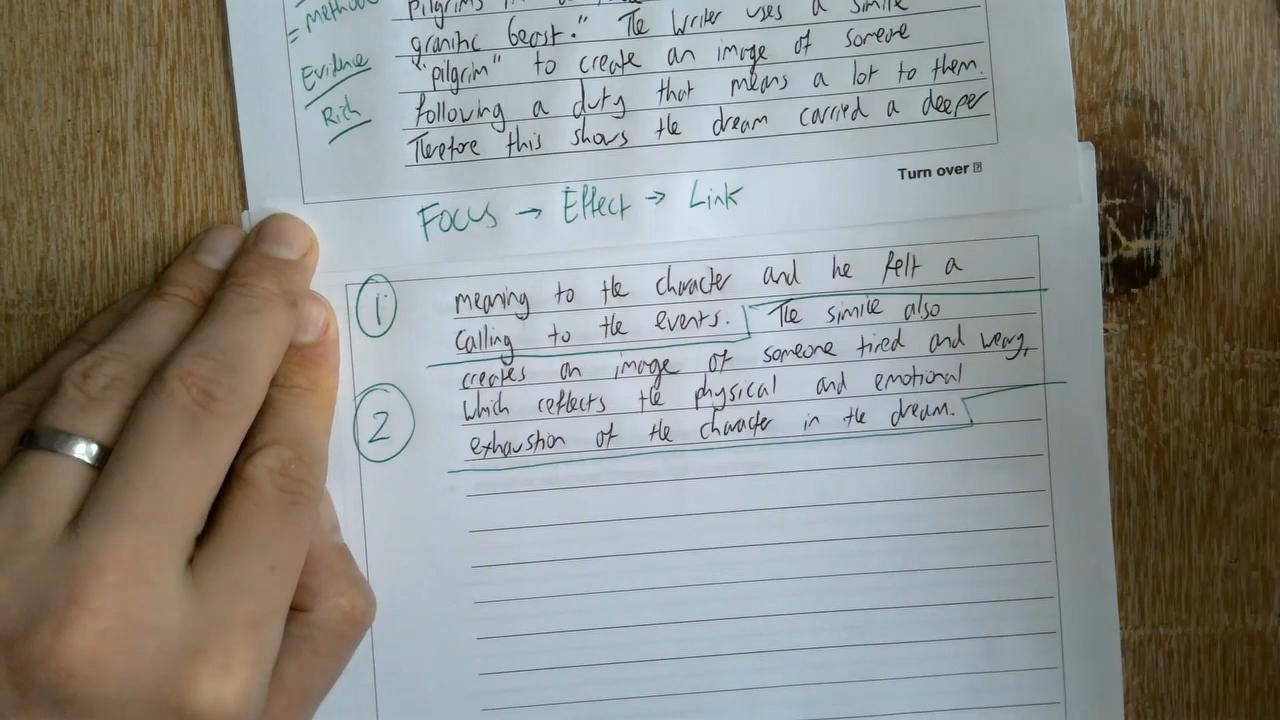 = Methods
Pilgrims in
granitic beast." The writer uses a simile
Evidence
"pilgrim" to create an image of someone
Rich
following a duty that means a lot to them.
Therefore this shows the dream carried a deeper
Turn over
Focus → Effect → Link
1
meaning to the character and he felt a
calling to the events. The simile also
creates an image of someone tired and weary,
which reflects the physical and emotional
2
exhaustion of the character in the dream.